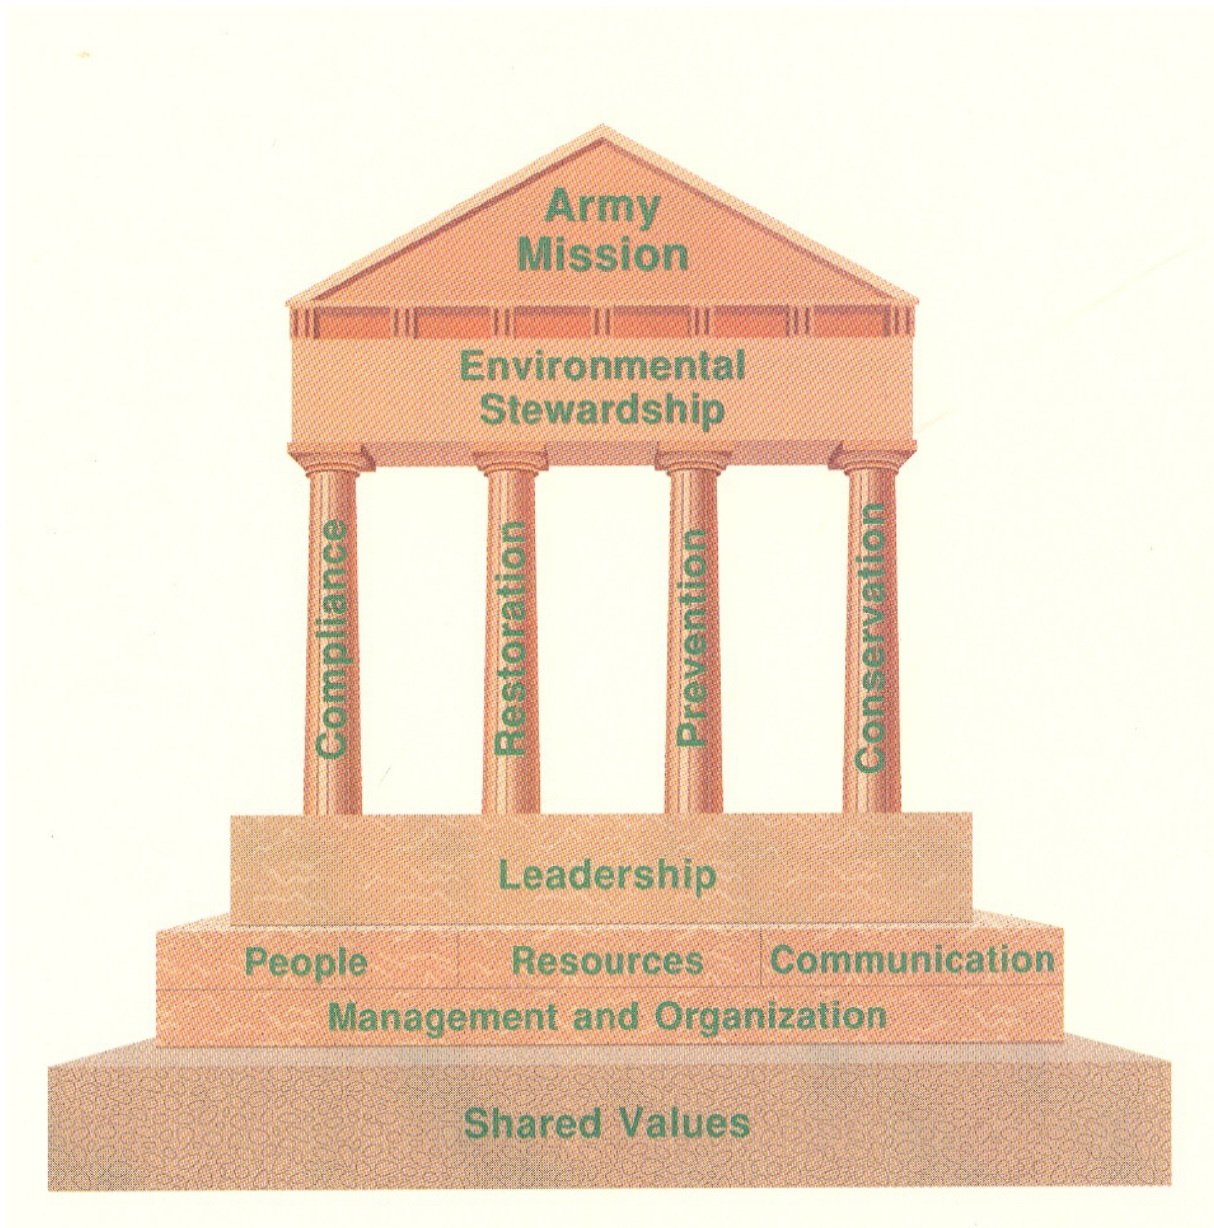 Army
Mission
Environmental
Stewardship
Compliance
Restoration
Prevention
Conservation
Leadership
People
Resources
Communication
Management and Organization
Shared Values